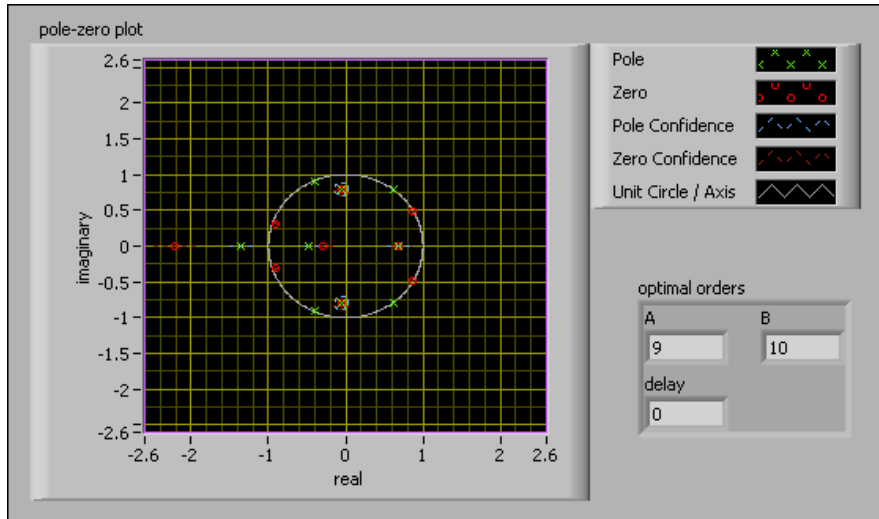 pole-zero plot
2.6
2
1.5
1
0.5
0
-0.5
-1
-1.5
-2
-2.6
imaginary
-2.6 -2 -1 0 1 2 2.6
real
Pole
Zero
Pole Confidence
Zero Confidence
Unit Circle / Axis
optimal orders
A B
9 10
delay
0